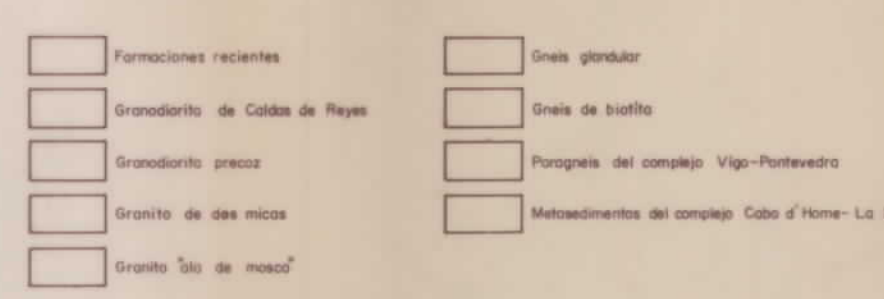 Formaciones recientes
Granodiorita de Caldas de Reyes
Granodiorita precoz
Granito de dos micas
Granito "ala de mosca"
Gneis glandular
Gneis de biotita
Paragneis del complejo Vigo-Pontevedra
Metasedimentos del complejo Cabo d'Home- La